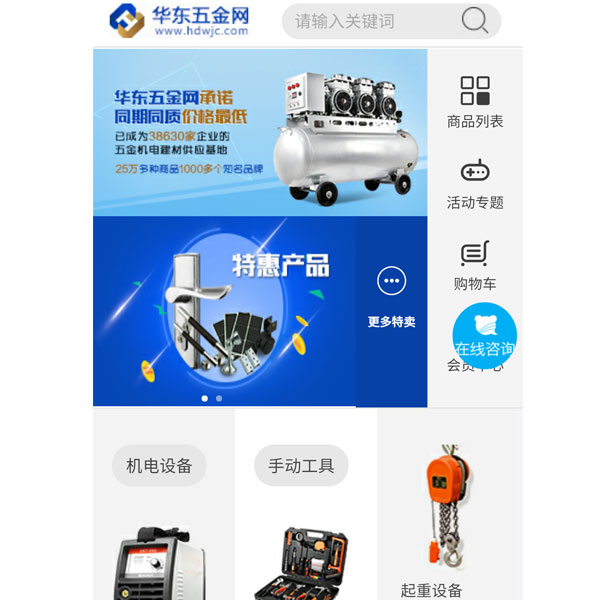 华东五金网
www.hdwjc.com
请输入关键词
华东五金网承诺
同期同质价格最低
已成为38630家企业的
五金机电建材供应基地
25万多种商品1000多个知名品牌
商品列表
活动专题
购物车
在线咨询
会员中心
特惠产品
更多特卖
机电设备
手动工具
起重设备